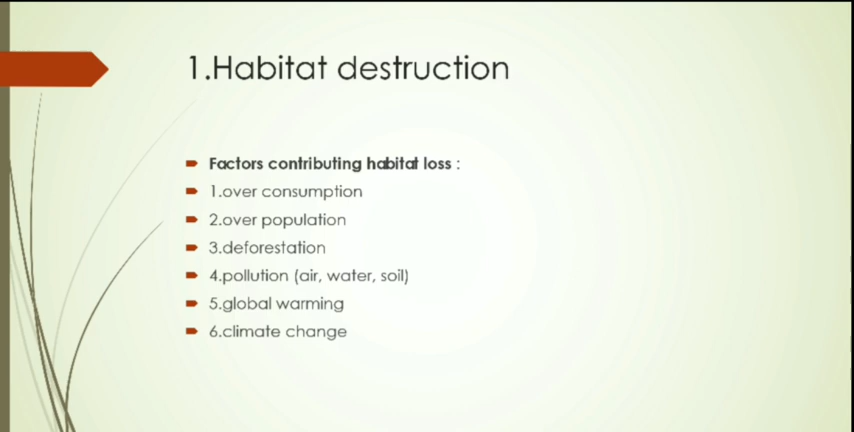 1.Habitat destruction
Factors contributing habitat loss :
1.over consumption
2.over population
3.deforestation
4.pollution (air, water, soil)
5.global warming
6.climate change